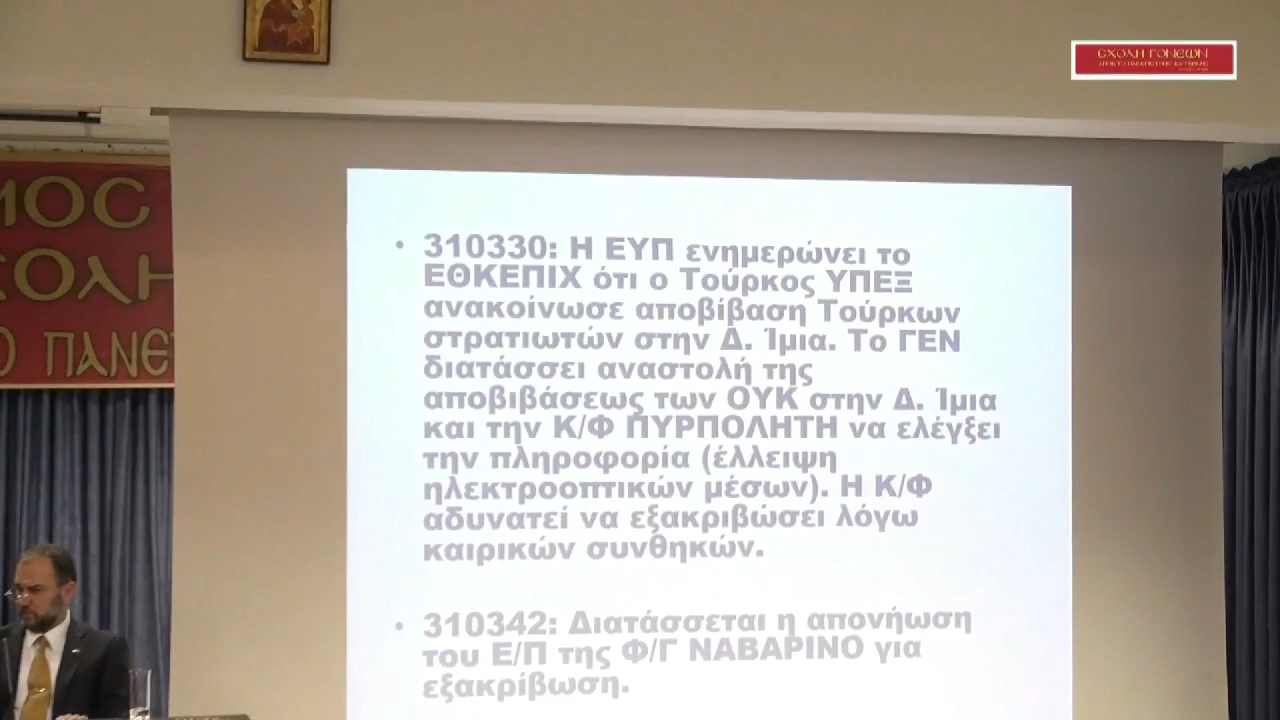 ΣΧΟΛΗ ΓΟΝΕΩΝ
ΜΟΣ
ΣΧΟΛΗ
Ο ΠΑΝΕ
• 310330: Η ΕΥΠ ενημερώνει το
ΕΘΚΕΠΙΧ ότι ο Τούρκος ΥΠΕΞ
ανακοίνωσε αποβίβαση Τούρκων
στρατιωτών στην Δ. Ίμια. Το ΓΕΝ
διατάσσει αναστολή της
αποβιβάσεως των ΟΥΚ στην Δ. Ίμια
και την Κ/Φ ΠΥΡΠΟΛΗΤΗ να ελέγξει
την πληροφορία (έλλειψη
ηλεκτροοπτικών μέσων). Η Κ/Φ
αδυνατεί να εξακριβώσει λόγω
καιρικών συνθηκών.
• 310342: Διατάσσεται η απονήωση
του Ε/Π της Φ/Γ ΝΑΒΑΡΙΝΟ για
εξακρίβωση.